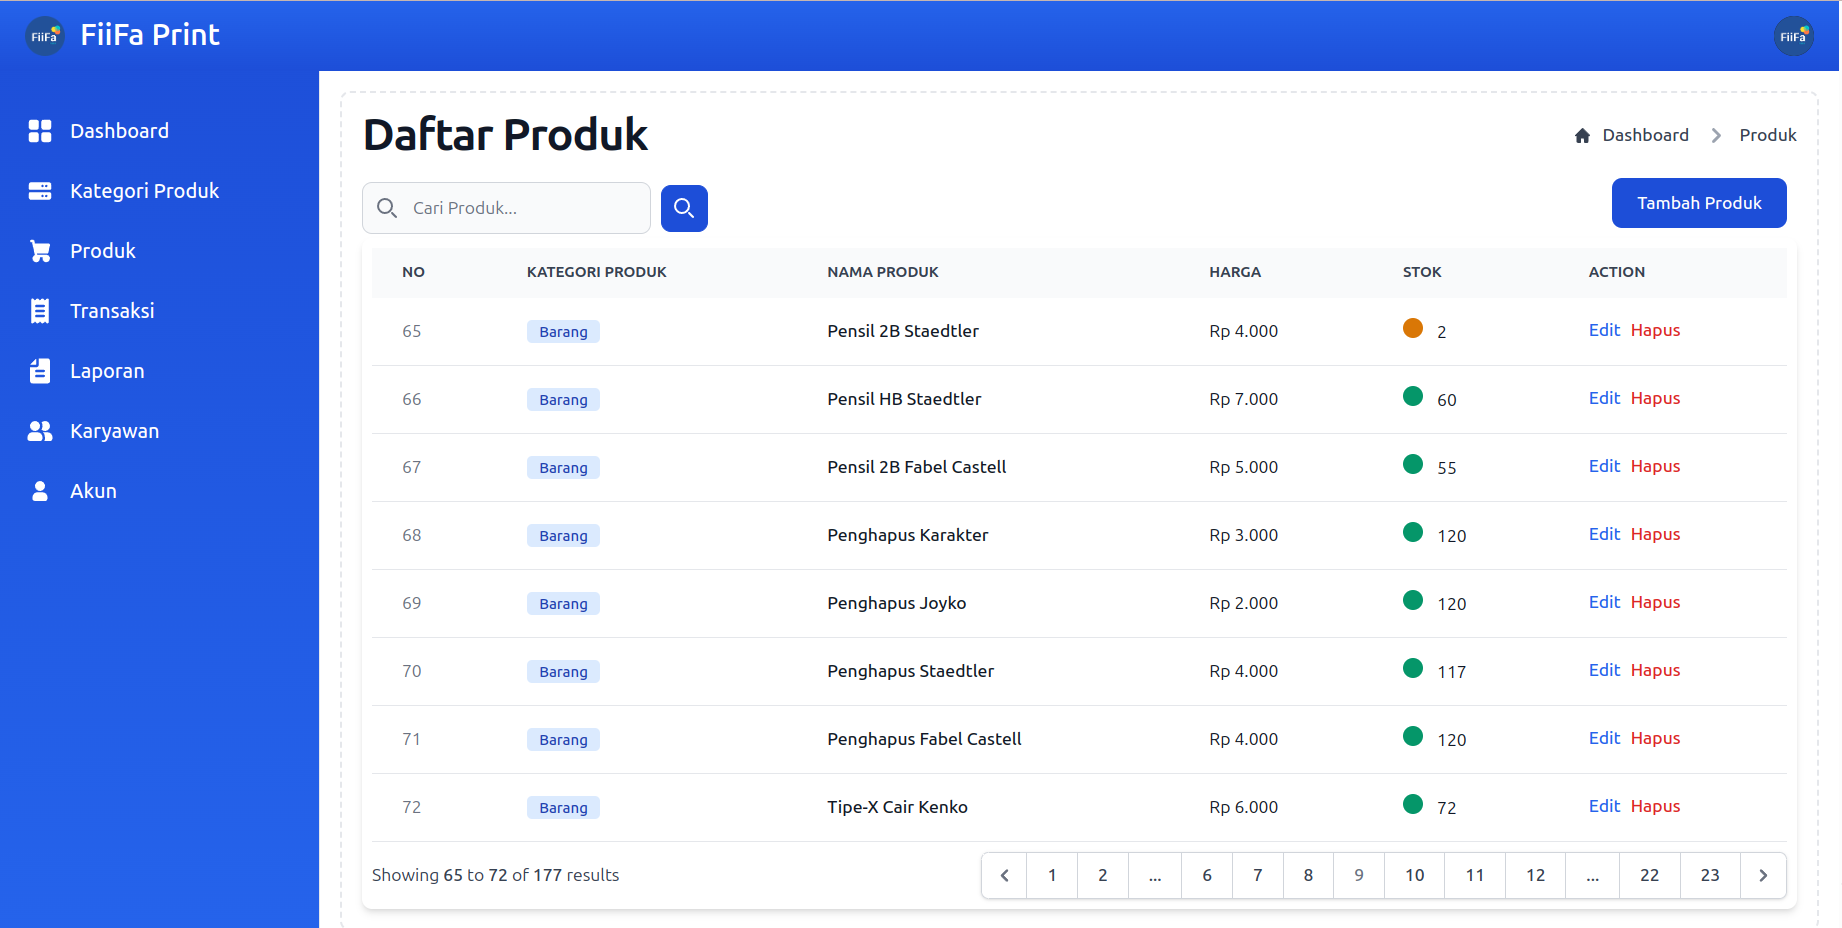 FiiFa
FiiFa Print
FiiFa
Dashboard
Kategori Produk
Produk
Transaksi
Laporan
Karyawan
Akun
Daftar Produk
Dashboard
Produk
Cari Produk...
Tambah Produk
NO KATEGORI PRODUK NAMA PRODUK HARGA STOK ACTION
65 Barang Pensil 2B Staedtler Rp 4.000 2 Edit Hapus
66 Barang Pensil HB Staedtler Rp 7.000 60 Edit Hapus
67 Barang Pensil 2B Fabel Castell Rp 5.000 55 Edit Hapus
68 Barang Penghapus Karakter Rp 3.000 120 Edit Hapus
69 Barang Penghapus Joyko Rp 2.000 120 Edit Hapus
70 Barang Penghapus Staedtler Rp 4.000 117 Edit Hapus
71 Barang Penghapus Fabel Castell Rp 4.000 120 Edit Hapus
72 Barang Tipe-X Cair Kenko Rp 6.000 72 Edit Hapus
Showing 65 to 72 of 177 results
1 2 ... 6 7 8 9 10 11 12 ... 22 23